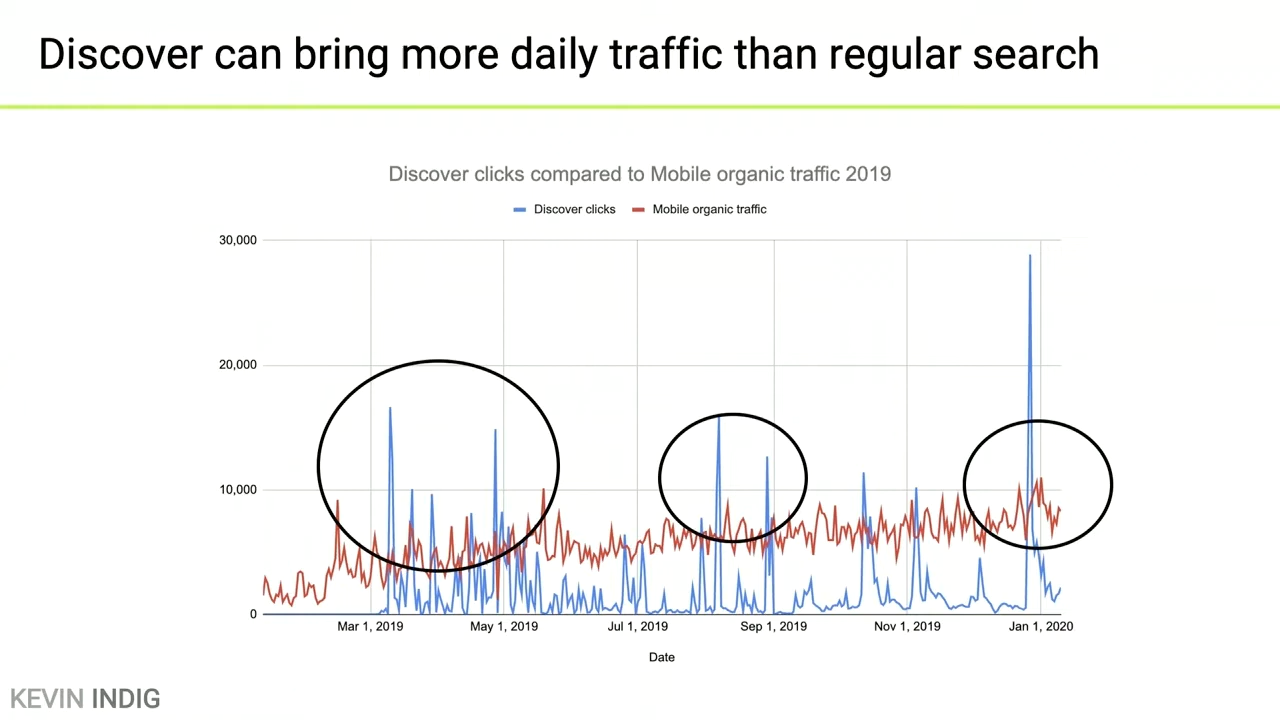 Discover can bring more daily traffic than regular search
Discover clicks compared to Mobile organic traffic 2019
Discover clicks Mobile organic traffic
30,000
20,000
10,000
0
Mar 1, 2019 May 1, 2019 Jul 1, 2019 Sep 1, 2019 Nov 1, 2019 Jan 1, 2020
Date
KEVIN INDIG